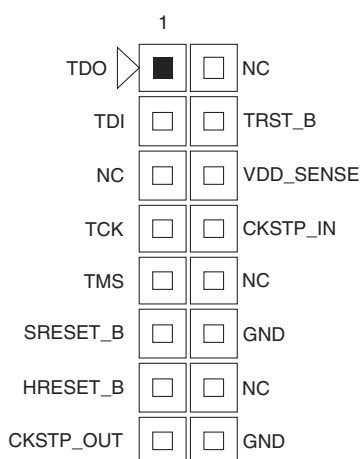 1
TDO NC
TDI TRST_B
NC VDD_SENSE
TCK CKSTP_IN
TMS NC
SRESET_B GND
HRESET_B NC
CKSTP_OUT GND